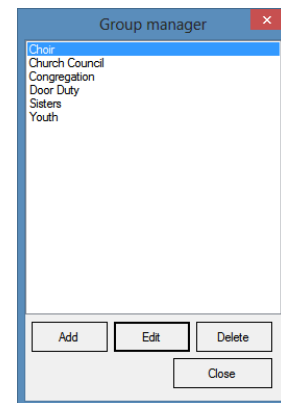 Group manager
Choir
Church Council
Congregation
Door Duty
Sisters
Youth
Add Edit Delete
Close